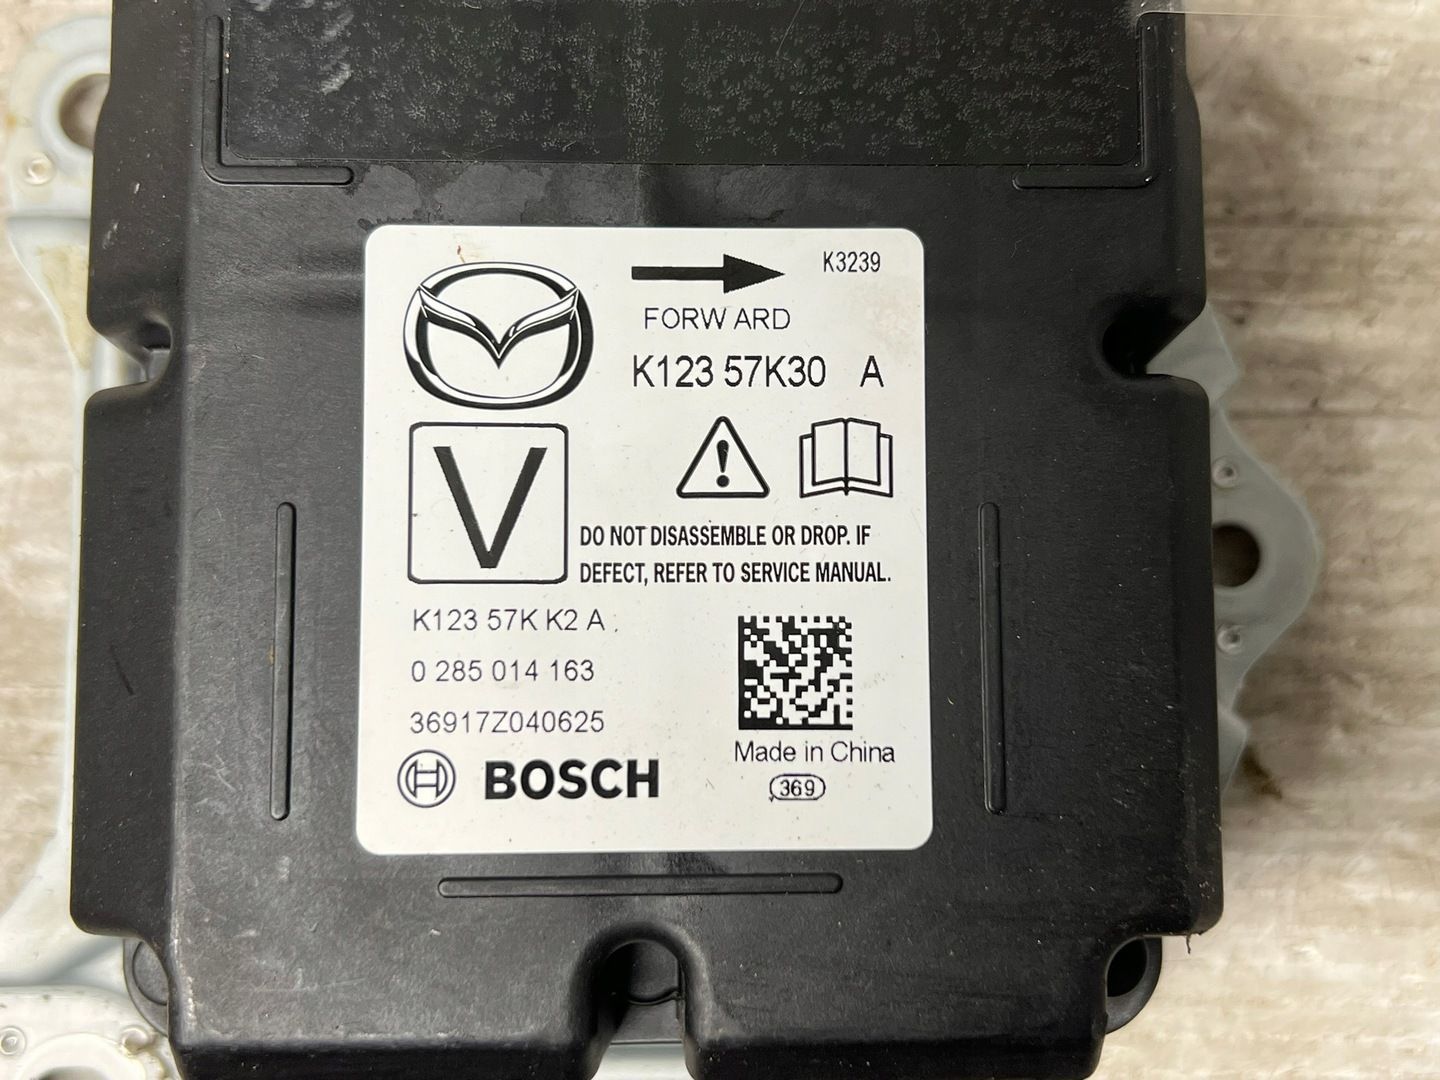 K3239
FORWARD
K123 57K30 A
V
DO NOT DISASSEMBLE OR DROP. IF
DEFECT, REFER TO SERVICE MANUAL.
K123 57K K2 A
0 285 014 163
36917Z040625
BOSCH
Made in China
369